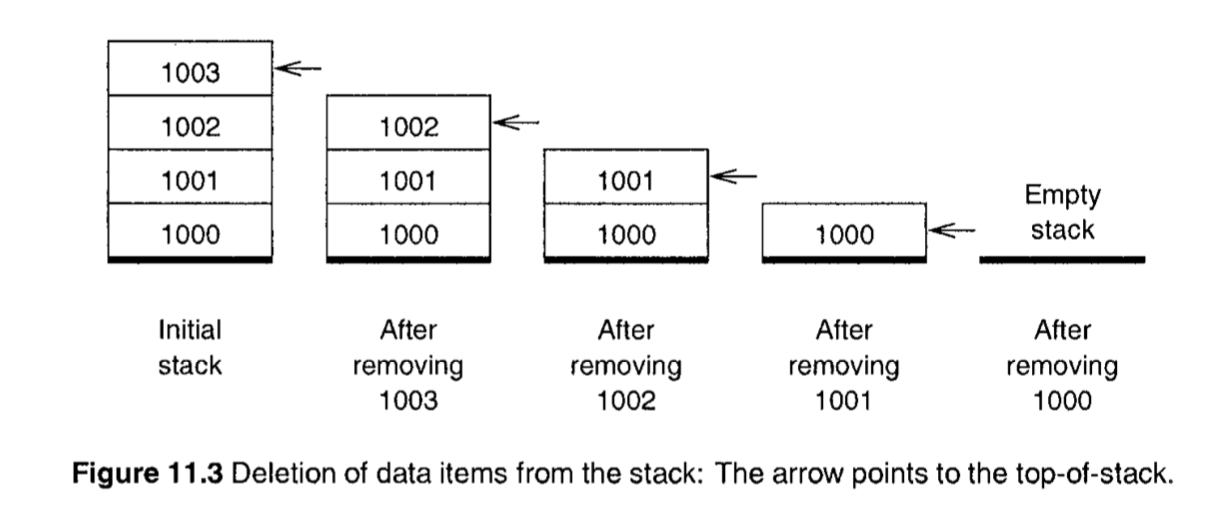 1003
1002
1001
1000
Initial
stack
1002
1001
1000
After
removing
1003
1001
1000
After
removing
1002
1000
After
removing
1001
Empty
stack
After
removing
1000
Figure 11.3 Deletion of data items from the stack: The arrow points to the top-of-stack.